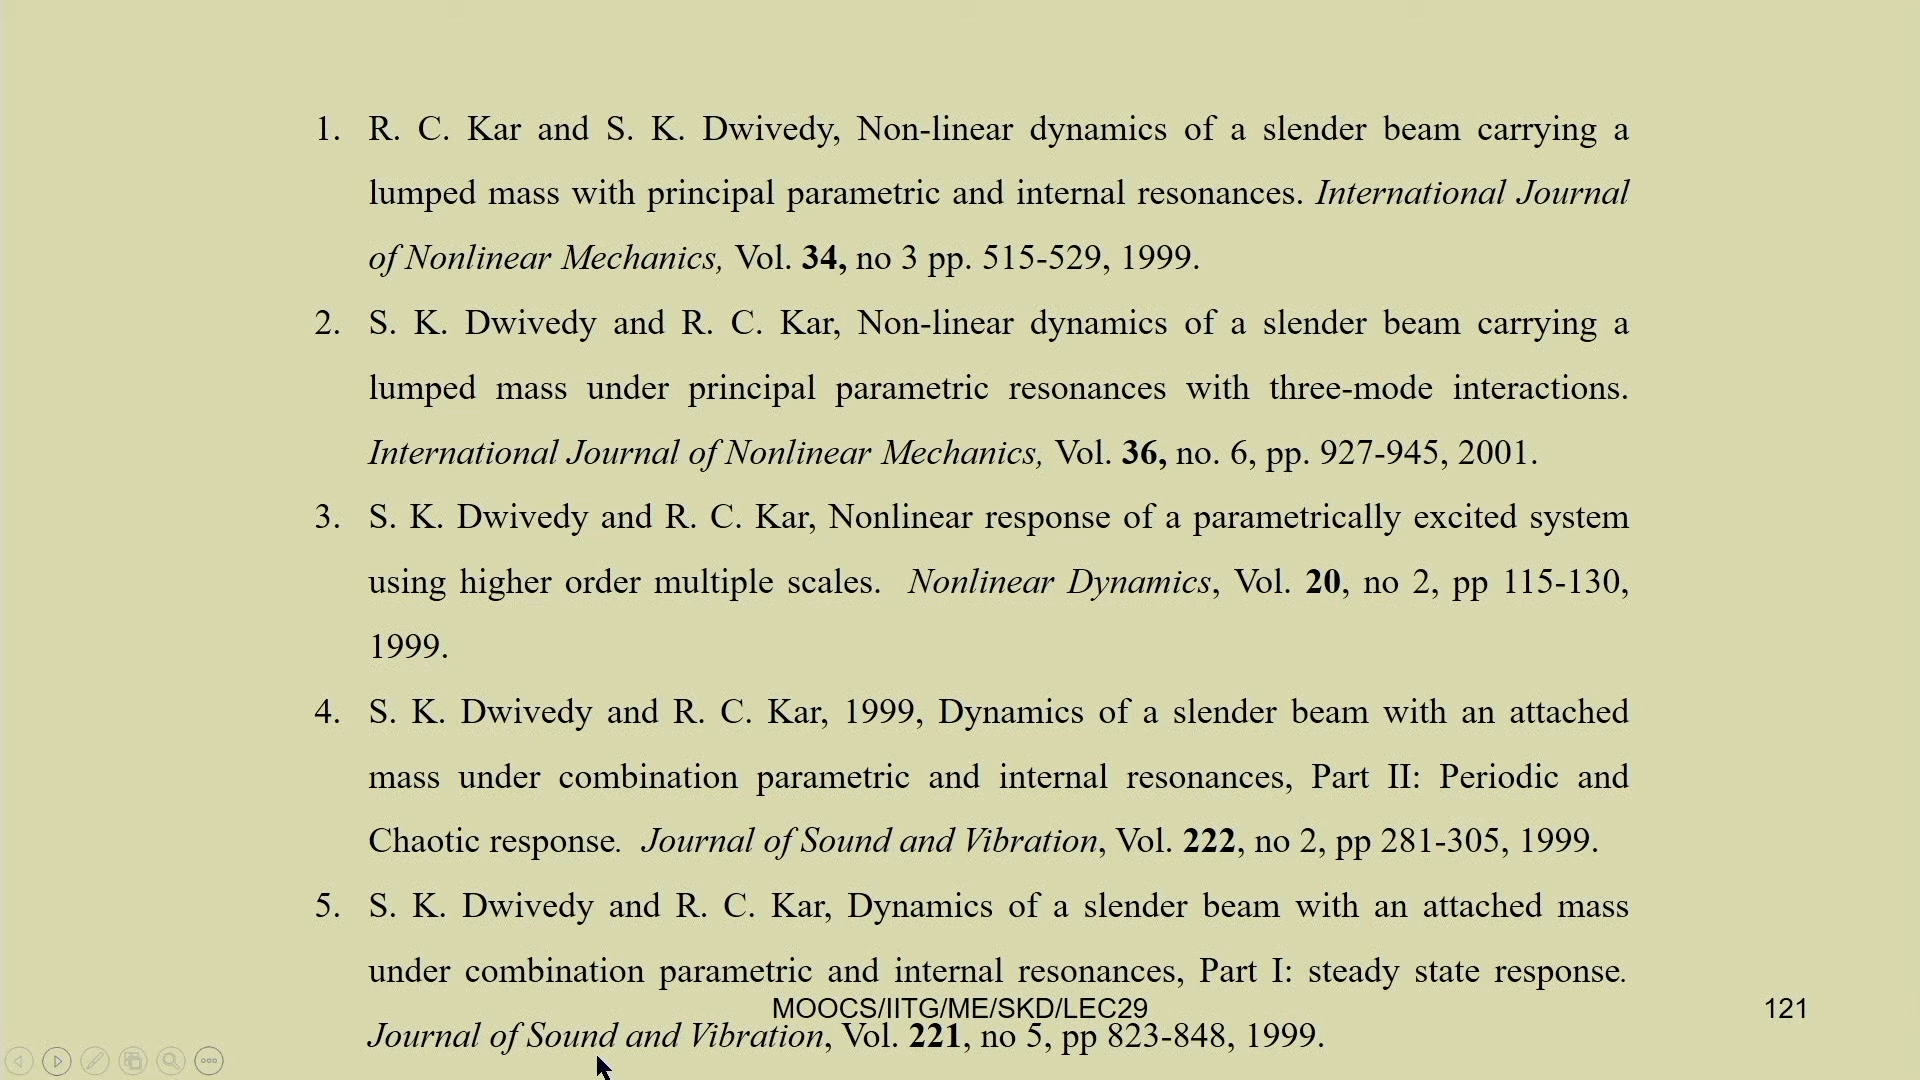 1. R. C. Kar and S. K. Dwivedy, Non-linear dynamics of a slender beam carrying a
lumped mass with principal parametric and internal resonances. International Journal
of Nonlinear Mechanics, Vol. 34, no 3 pp. 515-529, 1999.
2. S. K. Dwivedy and R. C. Kar, Non-linear dynamics of a slender beam carrying a
lumped mass under principal parametric resonances with three-mode interactions.
International Journal of Nonlinear Mechanics, Vol. 36, no. 6, pp. 927-945, 2001.
3. S. K. Dwivedy and R. C. Kar, Nonlinear response of a parametrically excited system
using higher order multiple scales. Nonlinear Dynamics, Vol. 20, no 2, pp 115-130,
1999.
4. S. K. Dwivedy and R. C. Kar, 1999, Dynamics of a slender beam with an attached
mass under combination parametric and internal resonances, Part II: Periodic and
Chaotic response. Journal of Sound and Vibration, Vol. 222, no 2, pp 281-305, 1999.
5. S. K. Dwivedy and R. C. Kar, Dynamics of a slender beam with an attached mass
under combination parametric and internal resonances, Part I: steady state response.
Journal of Sound and Vibration, Vol. 221, no 5, pp 823-848, 1999.
MOOCS/IITG/ME/SKD/LEC29
121